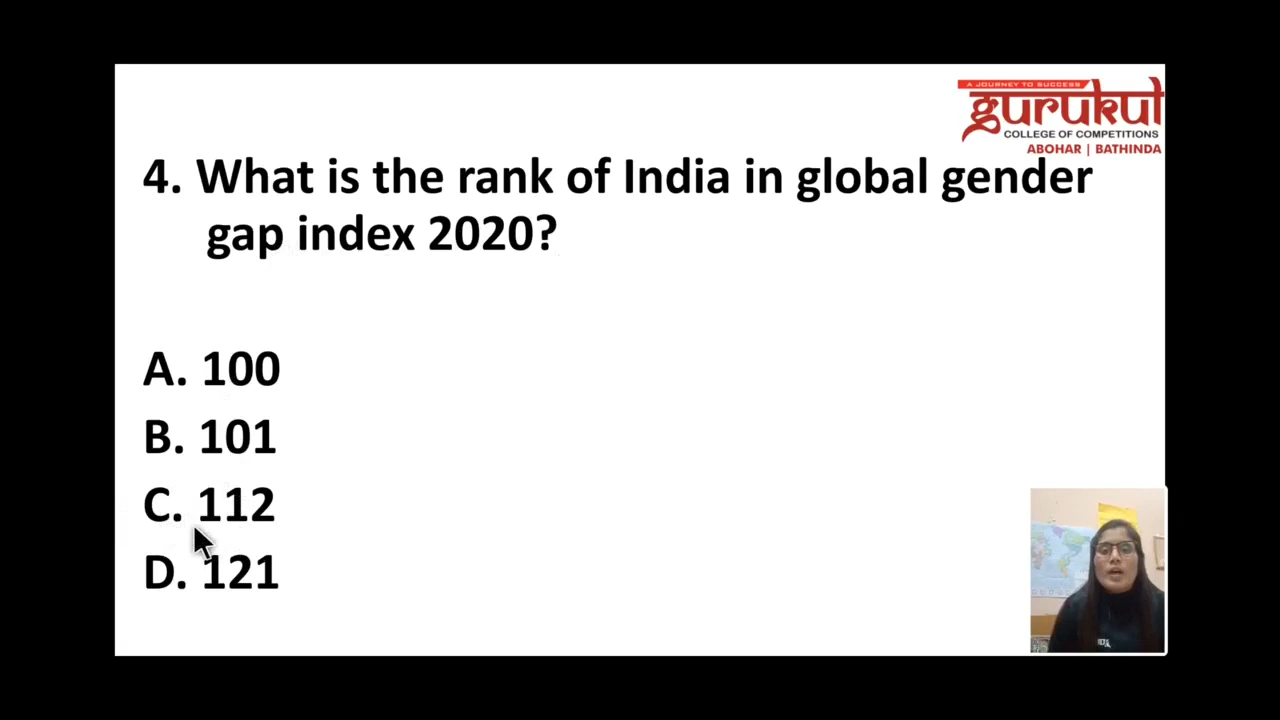 A JOURNEY TO SUCCESS
gurukul
COLLEGE OF COMPETITIONS
ABOHAR | BATHINDA
4. What is the rank of India in global gender
gap index 2020?
A. 100
B. 101
C. 112
D. 121